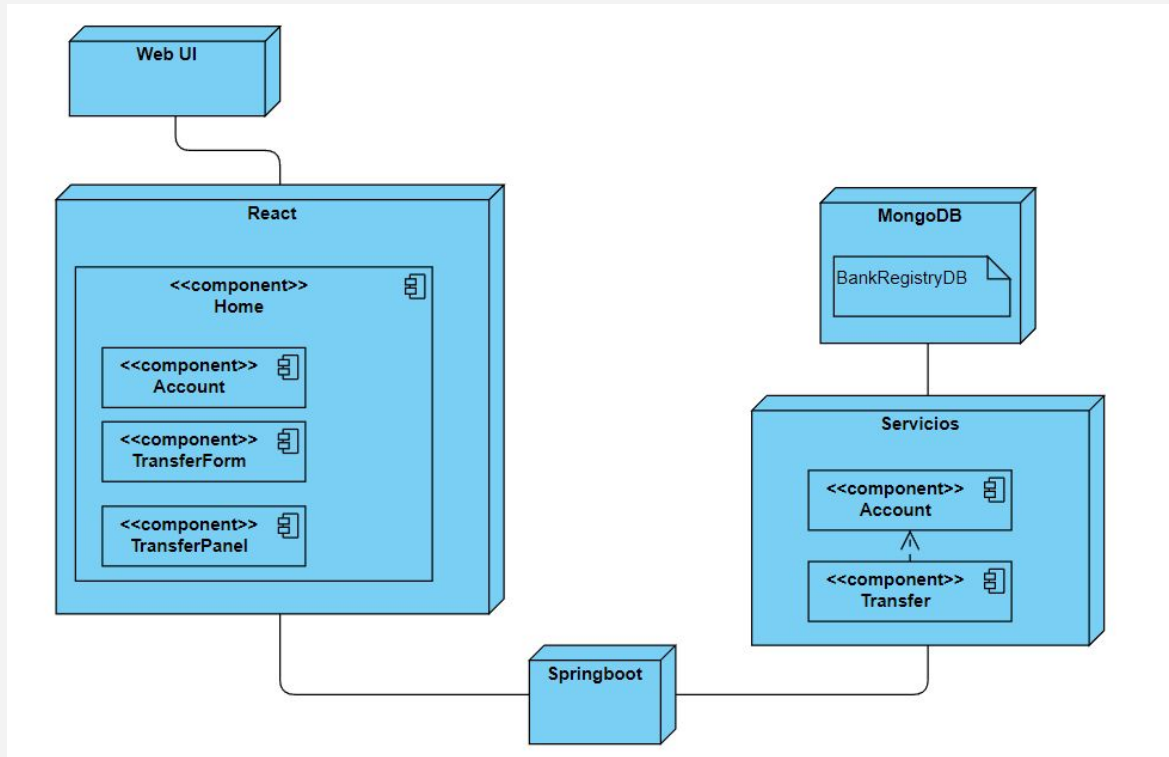 Web UI
React
<<component>>
Home
<<component>>
Account
<<component>>
TransferForm
<<component>>
TransferPanel
MongoDB
BankRegistryDB
Servicios
<<component>>
Account
<<component>>
Transfer
Springboot